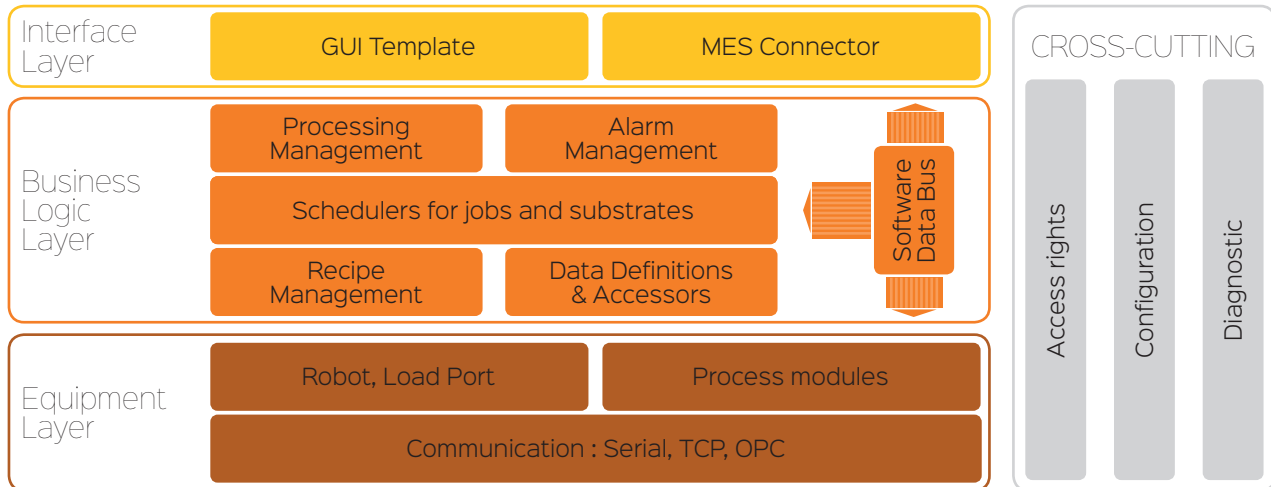 Interface
Layer
GUI Template
MES Connector
Business
Logic
Layer
Processing
Management
Alarm
Management
Schedulers for jobs and substrates
Recipe
Management
Data Definitions
& Accessors
Software
Data Bus
Equipment
Layer
Robot, Load Port
Process modules
Communication : Serial, TCP, OPC
CROSS-CUTTING
Access rights
Configuration
Diagnostic